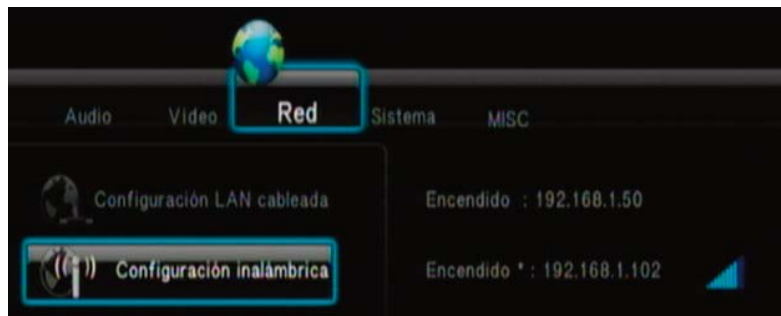 Audio Vídeo Red Sistema MISC
Configuración LAN cableada Encendido : 192.168.1.50
Configuración inalámbrica Encendido * : 192.168.1.102